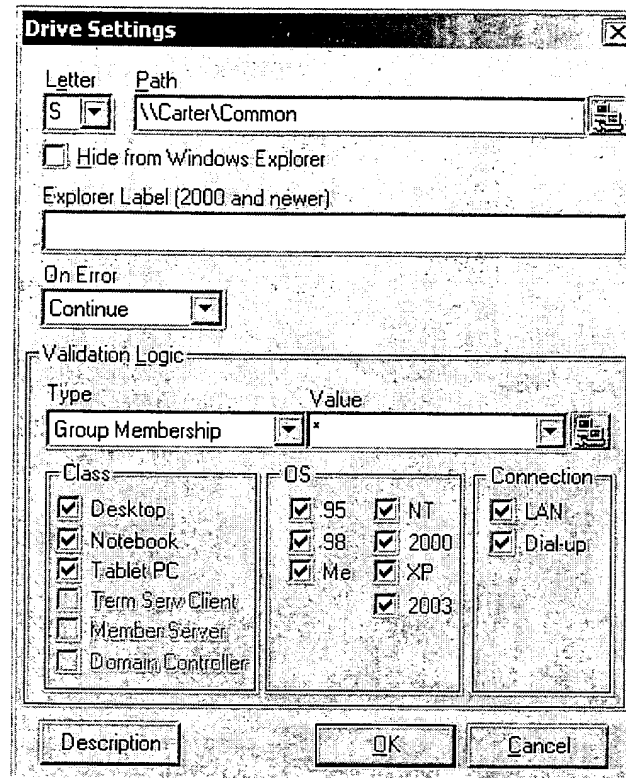 Drive Settings
Letter Path
S \\Carter\Common
Hide from Windows Explorer
Explorer Label (2000 and newer)
On Error
Continue
Validation Logic
Type Value
Group Membership *
Class OS Connection
Desktop 95 NT LAN
Notebook 98 2000 Dial-up
Tablet PC Me XP
Term Serv Client 2003
Member Server
Domain Controller
Description OK Cancel